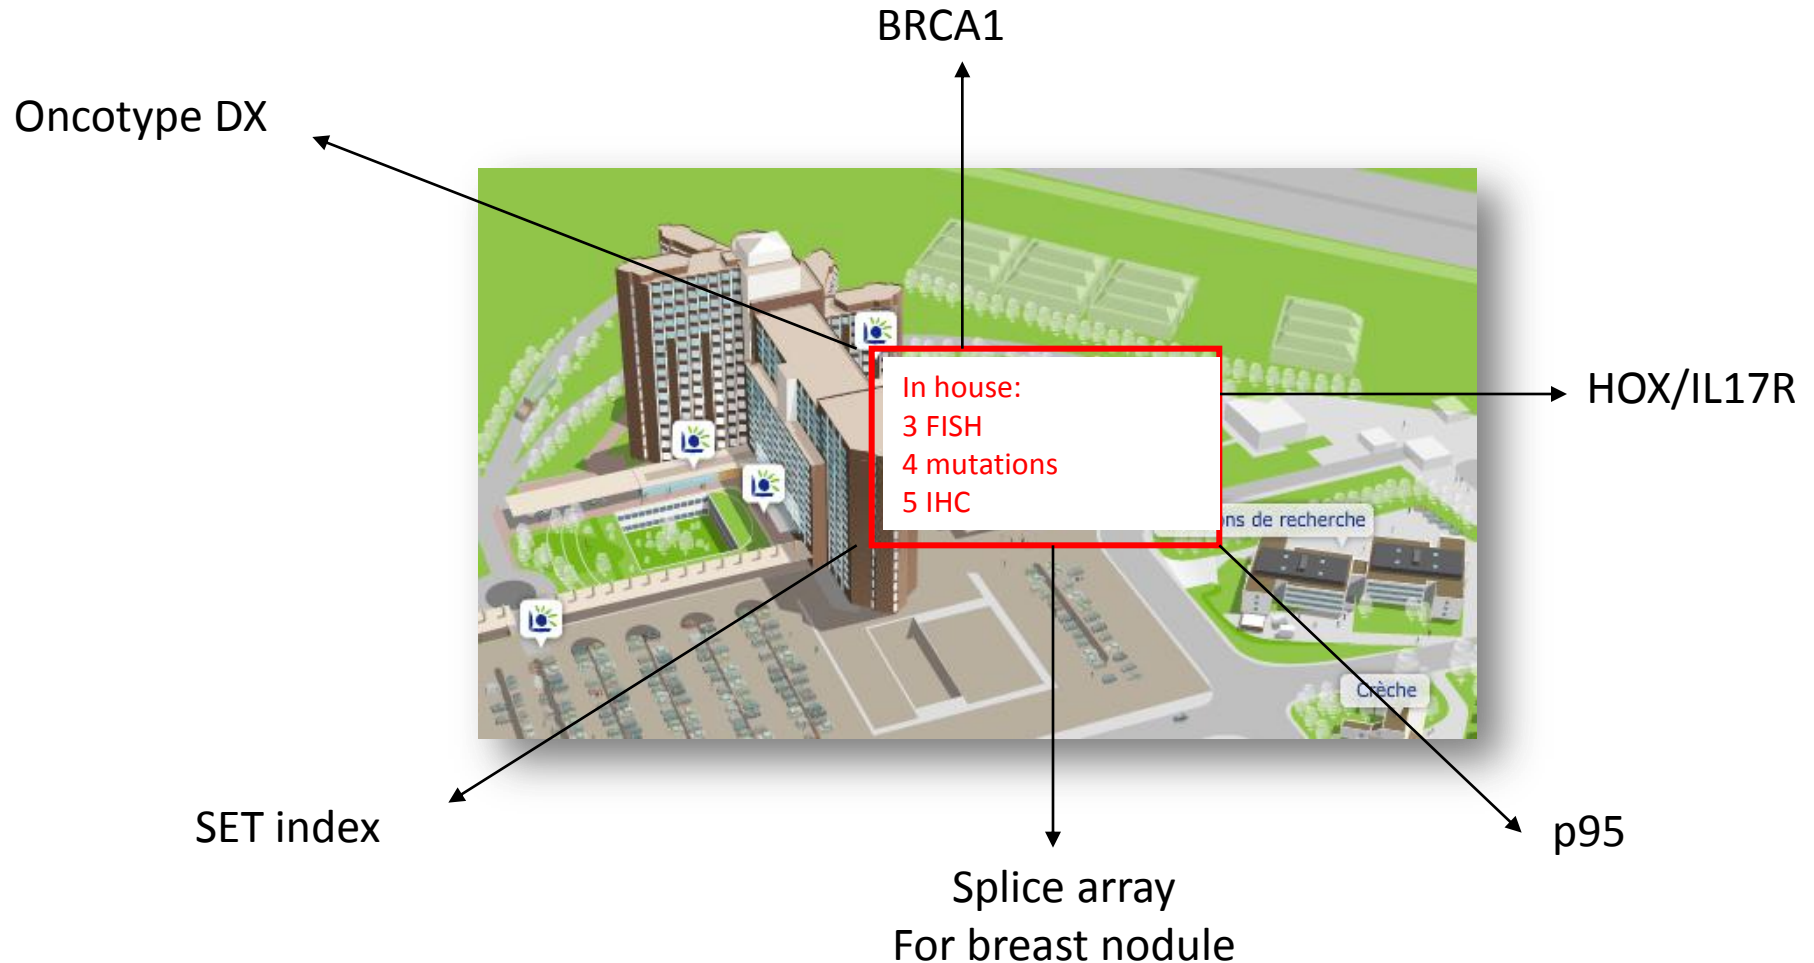 BRCA1
Oncotype DX
HOX/IL17R
In house:
3 FISH
4 mutations
5 IHC
ns de recherche
Crèche
SET index
p95
Splice array
For breast nodule